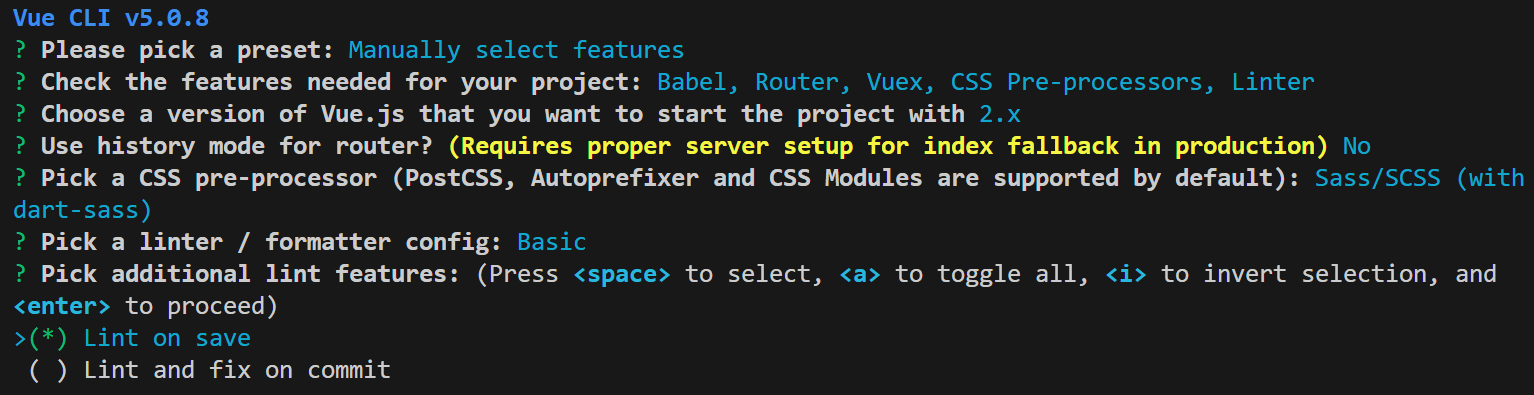 Vue CLI v5.0.8
? Please pick a preset: Manually select features
? Check the features needed for your project: Babel, Router, Vuex, CSS Pre-processors, Linter
? Choose a version of Vue.js that you want to start the project with 2.x
? Use history mode for router? (Requires proper server setup for index fallback in production) No
? Pick a CSS pre-processor (PostCSS, Autoprefixer and CSS Modules are supported by default): Sass/SCSS (with
dart-sass)
? Pick a linter / formatter config: Basic
? Pick additional lint features: (Press <space> to select, <a> to toggle all, <i> to invert selection, and
<enter> to proceed)
>(*) Lint on save
 ( ) Lint and fix on commit